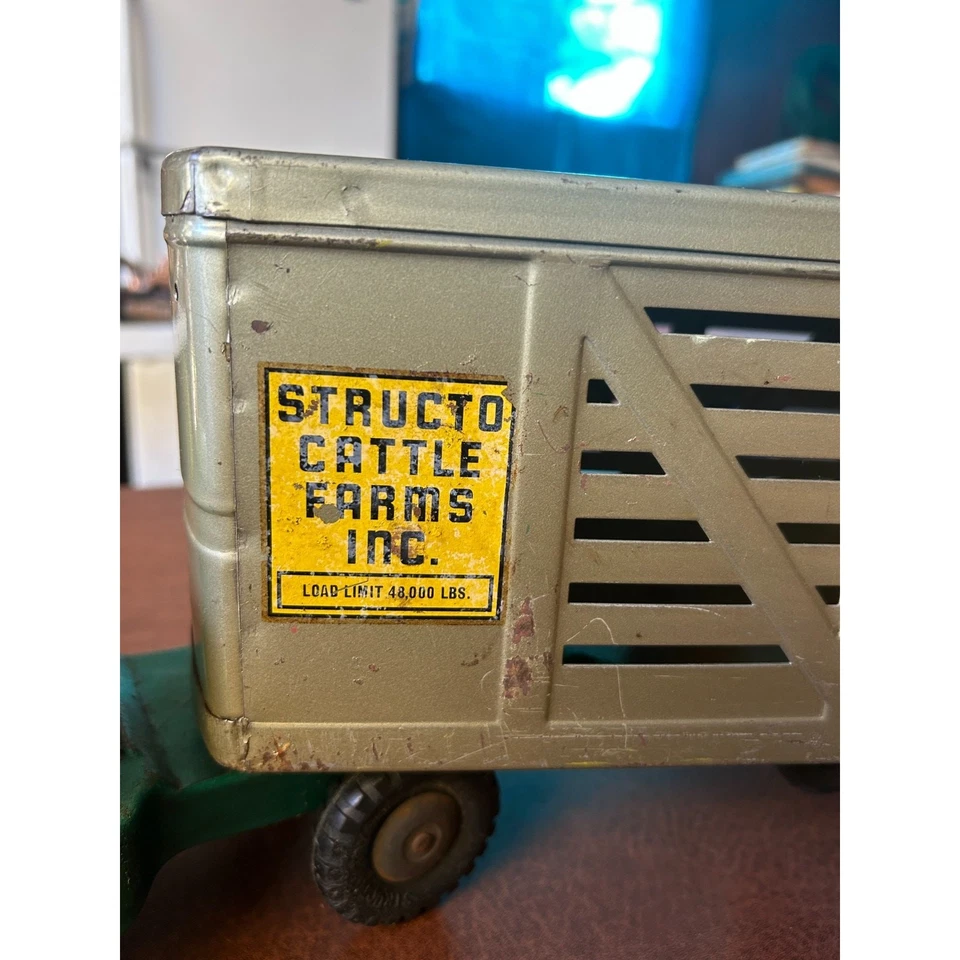 STRUCTO
CATTLE
FARMS
INC.
LOAD LIMIT 48,000 LBS.